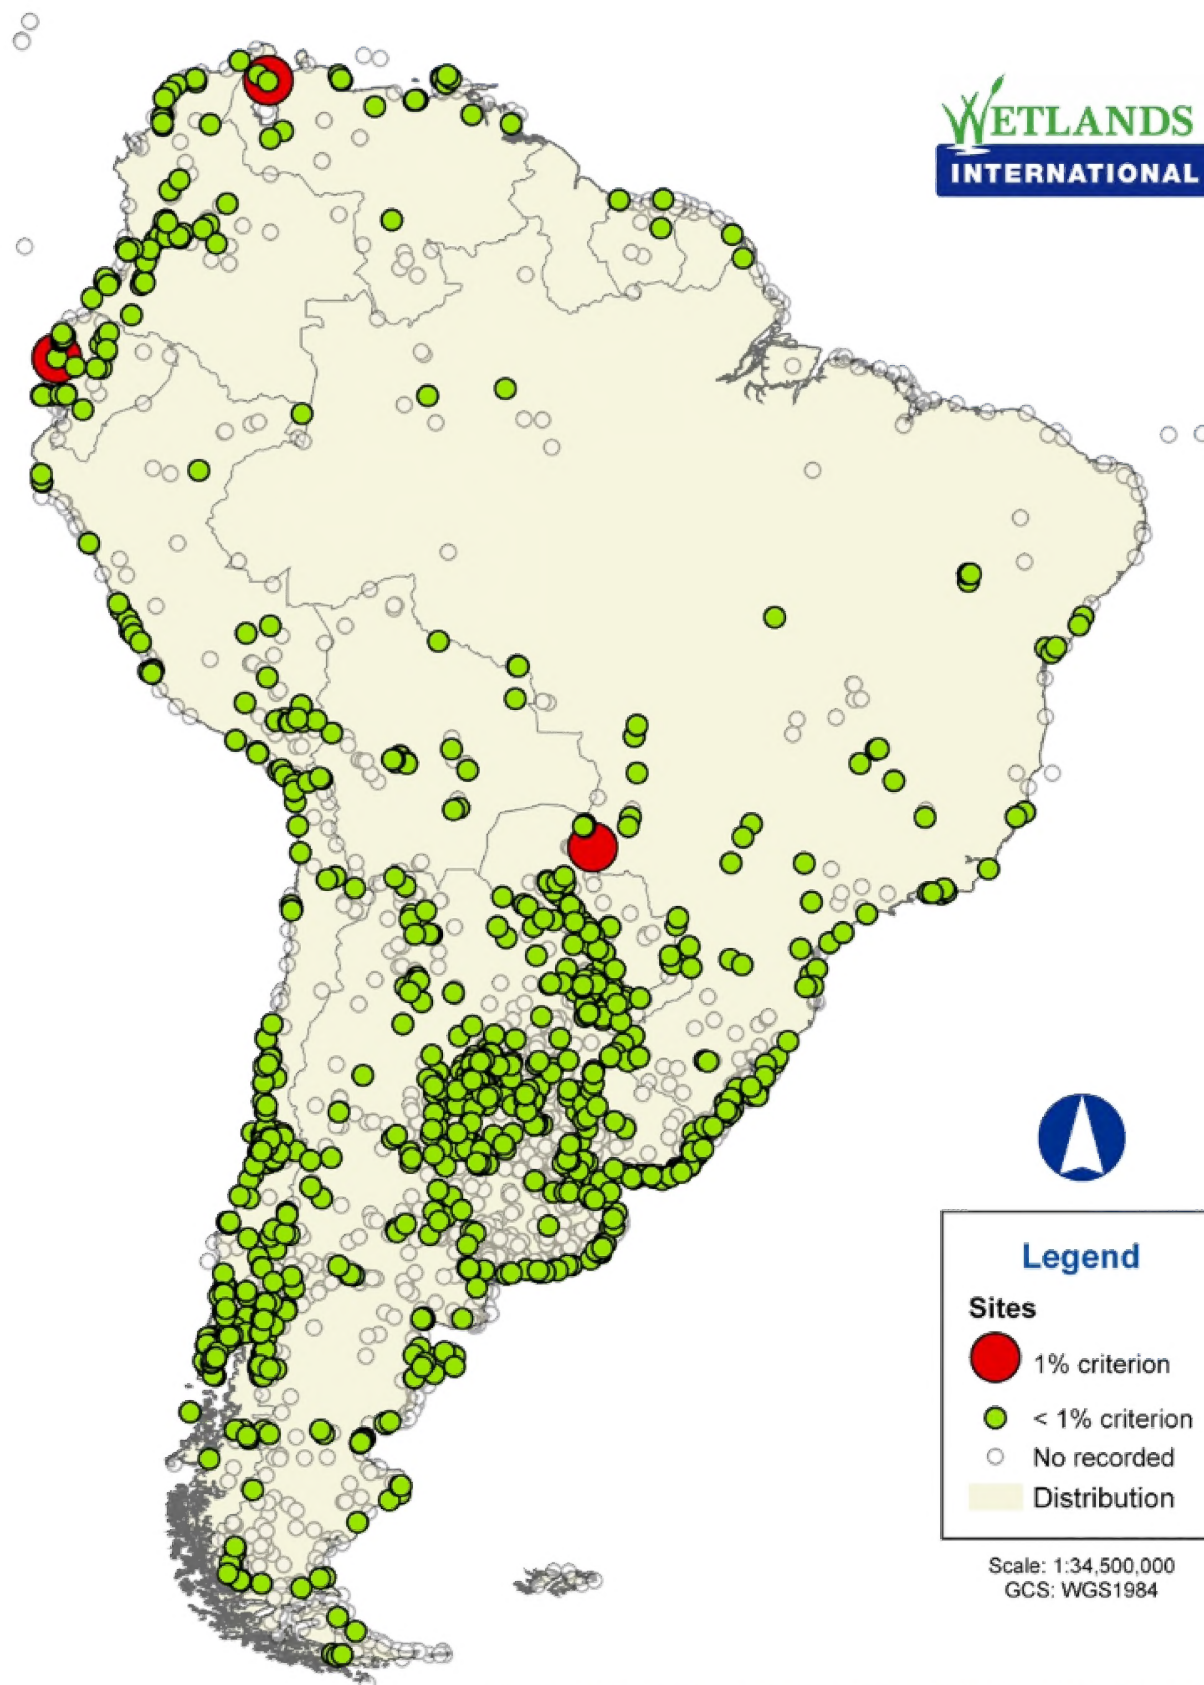 WETLANDS
INTERNATIONAL
Legend
Sites
1% criterion
< 1% criterion
No recorded
Distribution
Scale: 1:34,500,000
GCS: WGS1984